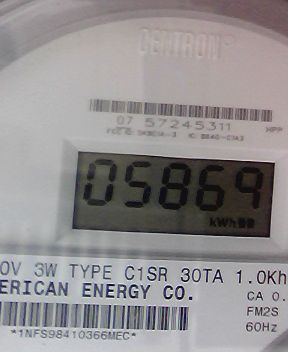 CENTRON®
07 57245311
HPP
05869
kWh
0V 3W TYPE C1SR 30TA 1.0Kh
ERICAN ENERGY CO.
CA 0.
FM2S
*1NFS98410366MEC*
60Hz